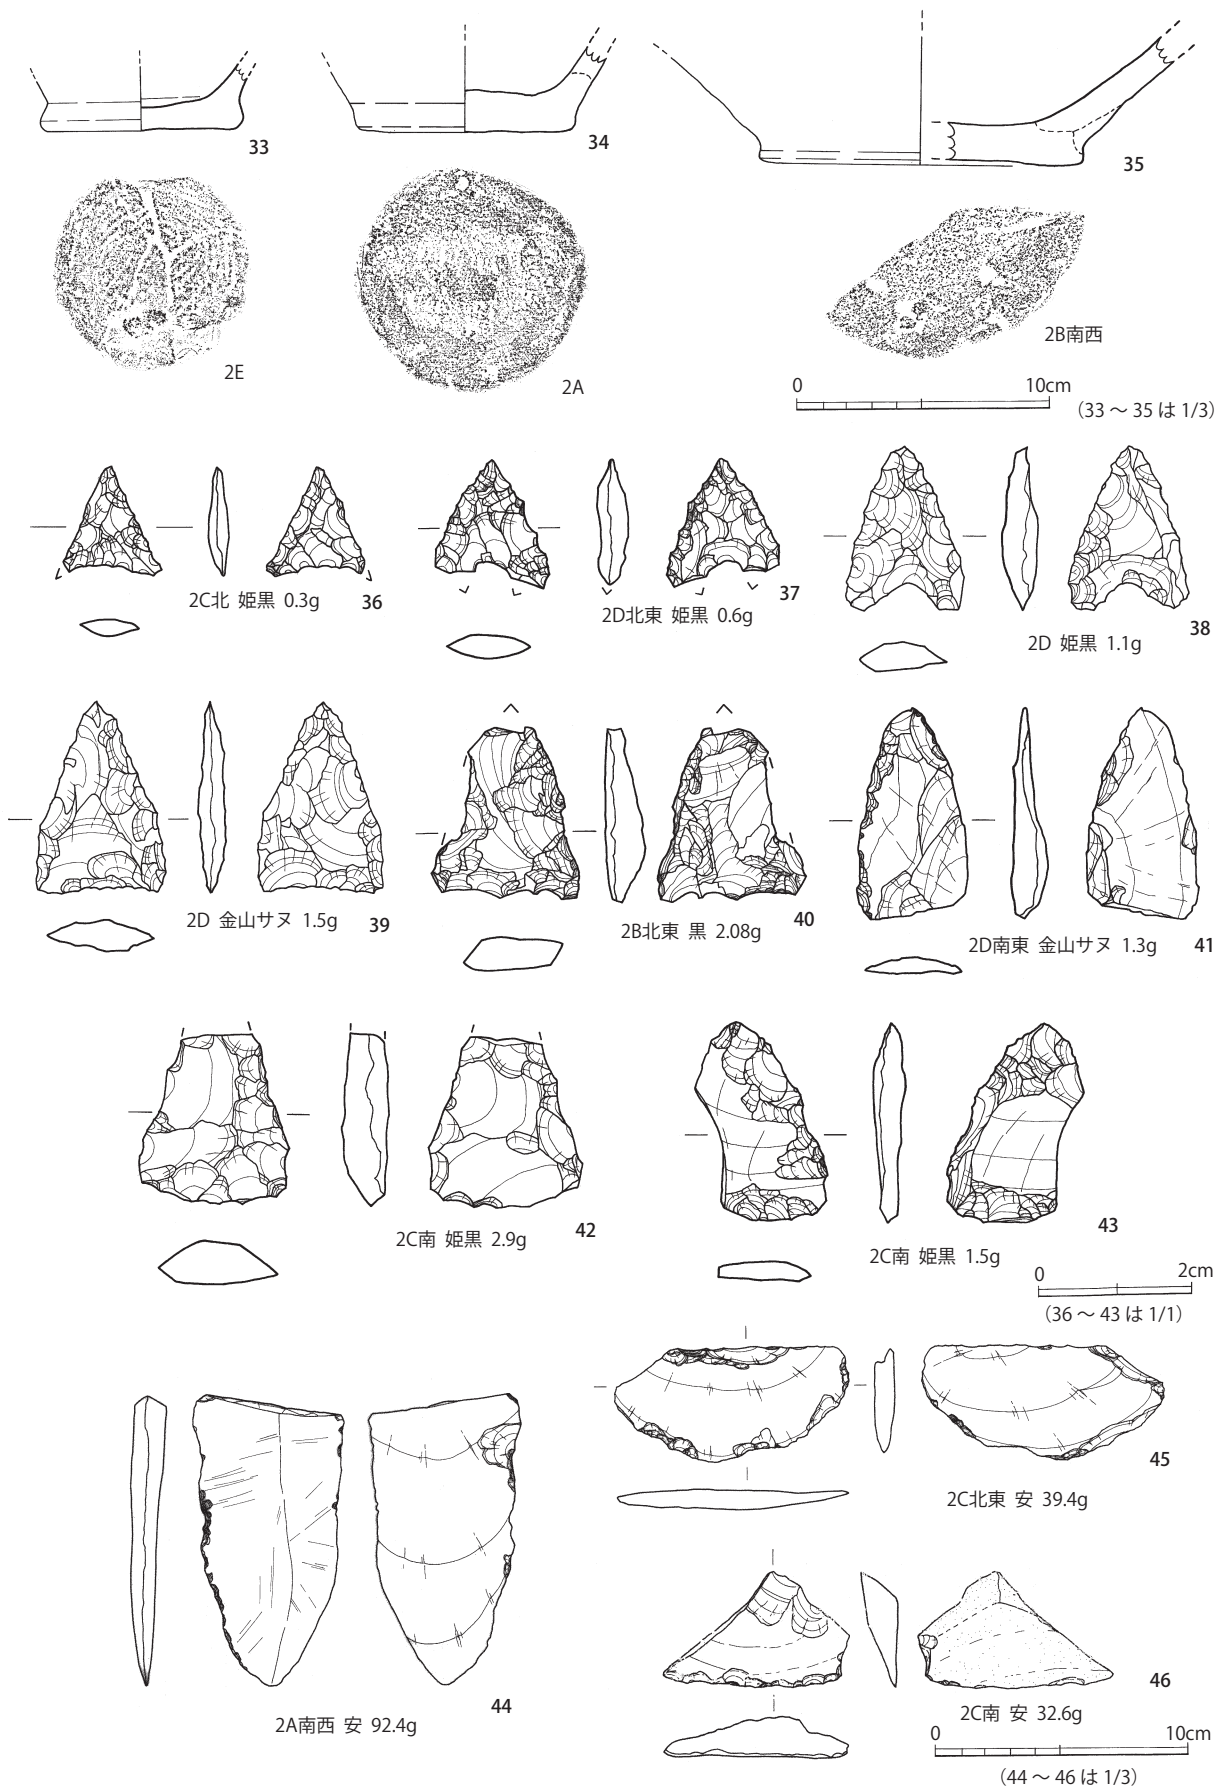 33
34
35
2E
2A
2B南西
0 10cm
（33 ～ 35 は 1/3）
2C北 姫黒 0.3g 36
2D北東 姫黒 0.6g 37
2D 姫黒 1.1g 38
2D 金山サヌ 1.5g 39
2B北東 黒 2.08g 40
2D南東 金山サヌ 1.3g 41
2C南 姫黒 2.9g 42
2C南 姫黒 1.5g 43
0 2cm
（36 ～ 43 は 1/1）
2A南西 安 92.4g 44
45
2C北東 安 39.4g
46
2C南 安 32.6g
0 10cm
（44 ～ 46 は 1/3）